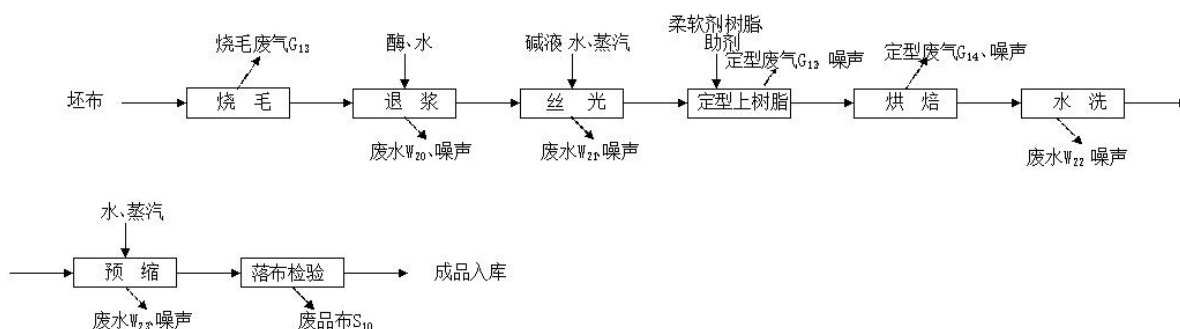 烧毛废气G₁₃
酶、水
碱液 水、蒸汽
柔软剂树脂、
助剂
定型废气G₁₃ 噪声
定型废气G₁₄、噪声
坯布
烧 毛
退 浆
丝 光
定型上树脂
烘 焙
水 洗
废水W₂₀、噪声
废水W₂₁、噪声
废水W₂₂ 噪声
水、蒸汽
预 缩
落布检验
成品入库
废水W₂₃、噪声
废品布S₁₀